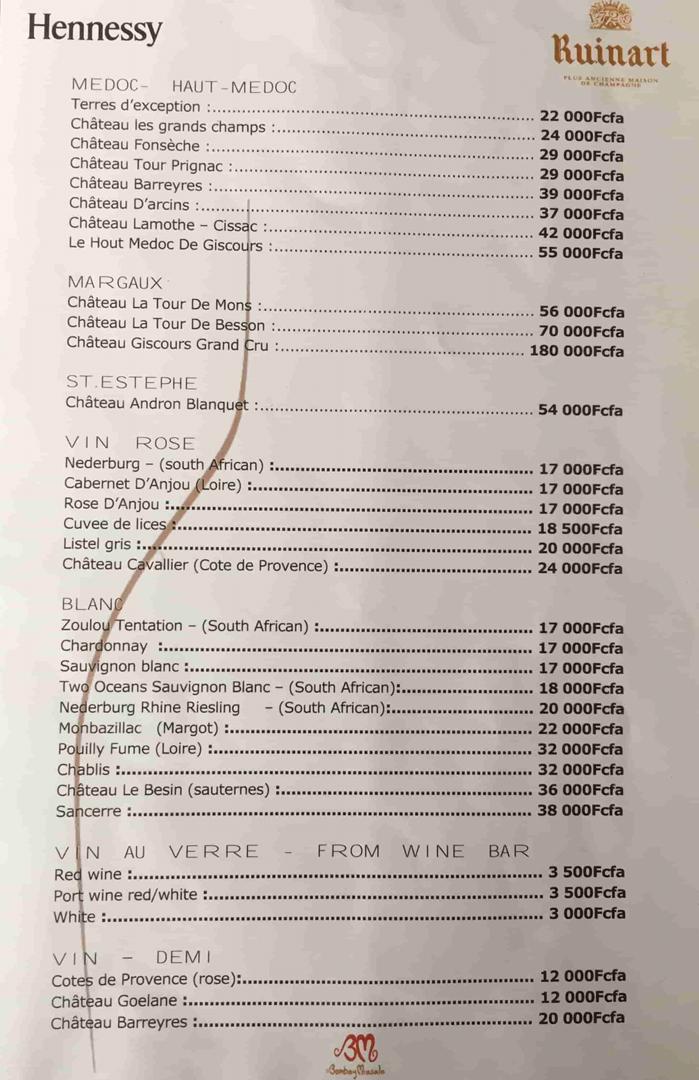 Hennessy
Ruinart
PLUS ANCIENNE MAISON
DE CHAMPAGNE
MEDOC- HAUT-MEDOC
Terres d'exception :........ 22 000Fcfa
Château les grands champs :........ 24 000Fcfa
Château Fonsèche :........ 29 000Fcfa
Château Tour Prignac :........ 29 000Fcfa
Château Barreyres :........ 39 000Fcfa
Château D'arcins :........ 37 000Fcfa
Château Lamothe – Cissac :........ 42 000Fcfa
Le Hout Medoc De Giscours :........ 55 000Fcfa
MARGAUX
Château La Tour De Mons :........ 56 000Fcfa
Château La Tour De Besson :........ 70 000Fcfa
Château Giscours Grand Cru :........ 180 000Fcfa
ST.ESTEPHE
Château Andron Blanquet :........ 54 000Fcfa
VIN ROSE
Nederburg – (south African) :........ 17 000Fcfa
Cabernet D'Anjou (Loire) :........ 17 000Fcfa
Rose D'Anjou :........ 17 000Fcfa
Cuvee de lices :........ 18 500Fcfa
Listel gris :........ 20 000Fcfa
Château Cavallier (Cote de Provence) :........ 24 000Fcfa
BLANC
Zoulou Tentation – (South African) :........ 17 000Fcfa
Chardonnay :........ 17 000Fcfa
Sauvignon blanc :........ 17 000Fcfa
Two Oceans Sauvignon Blanc – (South African):........ 18 000Fcfa
Nederburg Rhine Riesling – (South African):........ 20 000Fcfa
Monbazillac (Margot) :........ 22 000Fcfa
Pouilly Fume (Loire) :........ 32 000Fcfa
Chablis :........ 32 000Fcfa
Château Le Besin (sauternes) :........ 36 000Fcfa
Sancerre :........ 38 000Fcfa
VIN AU VERRE - FROM WINE BAR
Red wine :........ 3 500Fcfa
Port wine red/white :........ 3 500Fcfa
White :........ 3 000Fcfa
VIN – DEMI
Cotes de Provence (rose):........ 12 000Fcfa
Château Goelane :........ 12 000Fcfa
Château Barreyres :........ 20 000Fcfa
BM
Bombay Masala